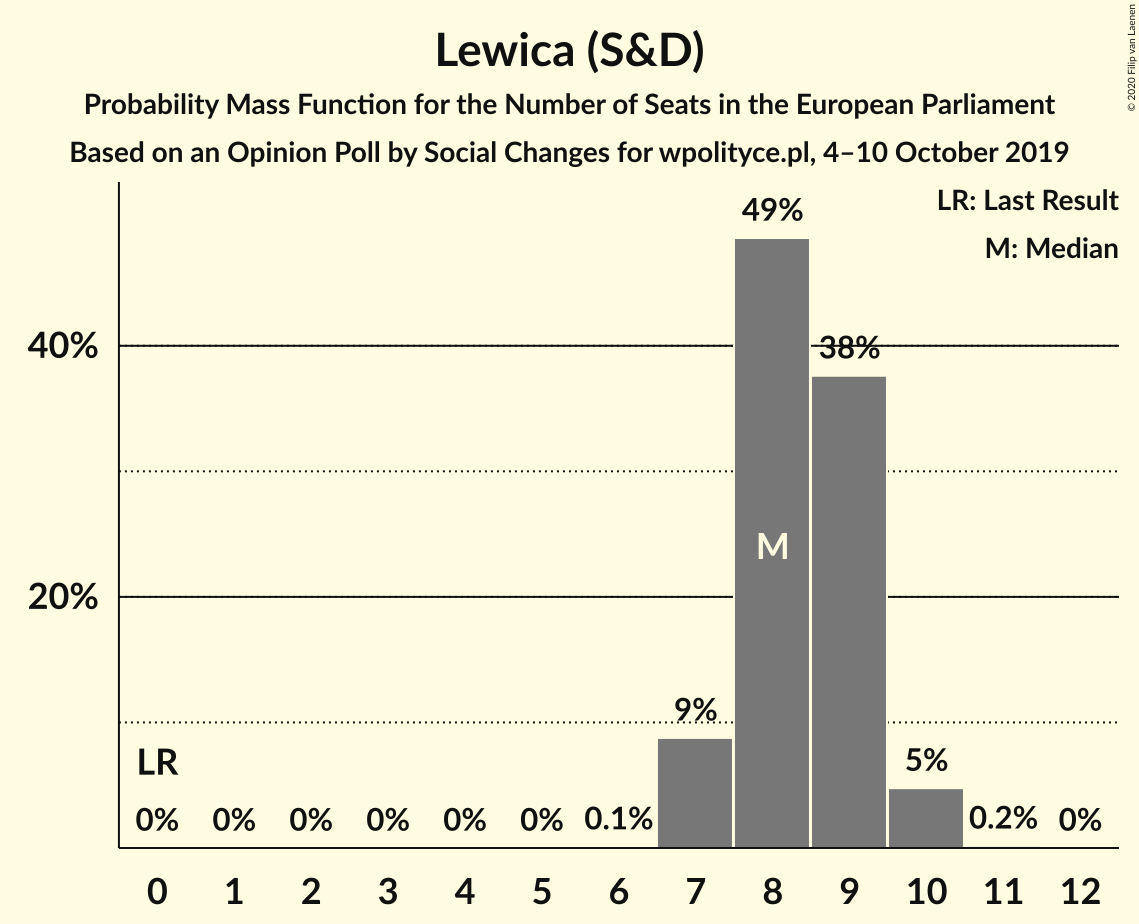 Lewica (S&D)
Probability Mass Function for the Number of Seats in the European Parliament
Based on an Opinion Poll by Social Changes for wpolityce.pl, 4–10 October 2019
© 2020 Filip van Laenen
LR: Last Result
M: Median
49%
40%
38%
M
20%
9%
LR
5%
0% 0% 0% 0% 0% 0% 0.1% 0.2% 0%
0 1 2 3 4 5 6 7 8 9 10 11 12